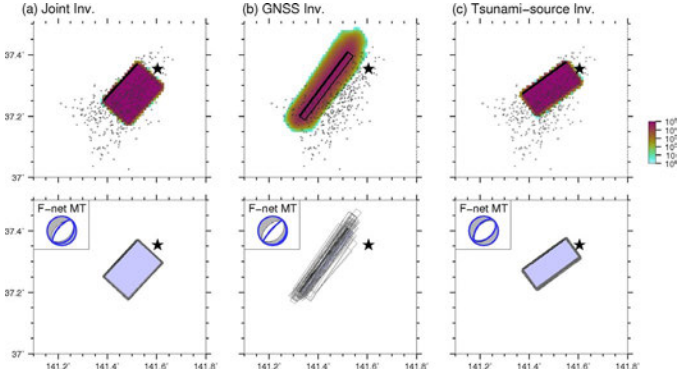 (a) Joint Inv.
(b) GNSS Inv.
(c) Tsunami-source Inv.
37.4˚
37.2˚
37˚
F-net MT
F-net MT
F-net MT
37.4˚
37.2˚
37˚
141.2˚ 141.4˚ 141.6˚ 141.8˚
141.2˚ 141.4˚ 141.6˚ 141.8˚
141.2˚ 141.4˚ 141.6˚ 141.8˚